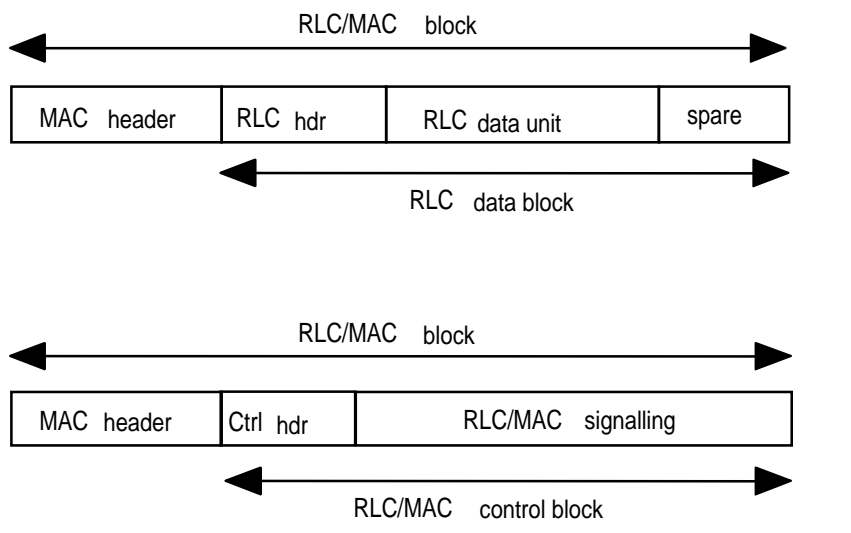 RLC/MAC block
MAC header RLC hdr RLC data unit spare
RLC data block
RLC/MAC block
MAC header Ctrl hdr RLC/MAC signalling
RLC/MAC control block